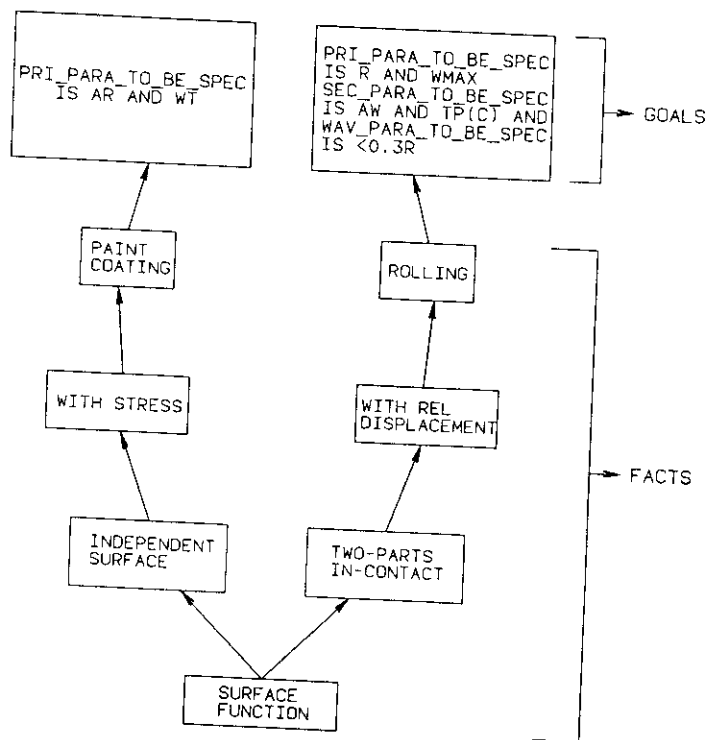 PRI_PARA_TO_BE_SPEC
IS AR AND WT
PRI_PARA_TO_BE_SPEC
IS R AND WMAX
SEC_PARA_TO_BE_SPEC
IS AW AND TP(C) AND
WAV_PARA_TO_BE_SPEC
IS <0.3R
GOALS
PAINT
COATING
ROLLING
WITH STRESS
WITH REL
DISPLACEMENT
FACTS
INDEPENDENT
SURFACE
TWO-PARTS
IN-CONTACT
SURFACE
FUNCTION